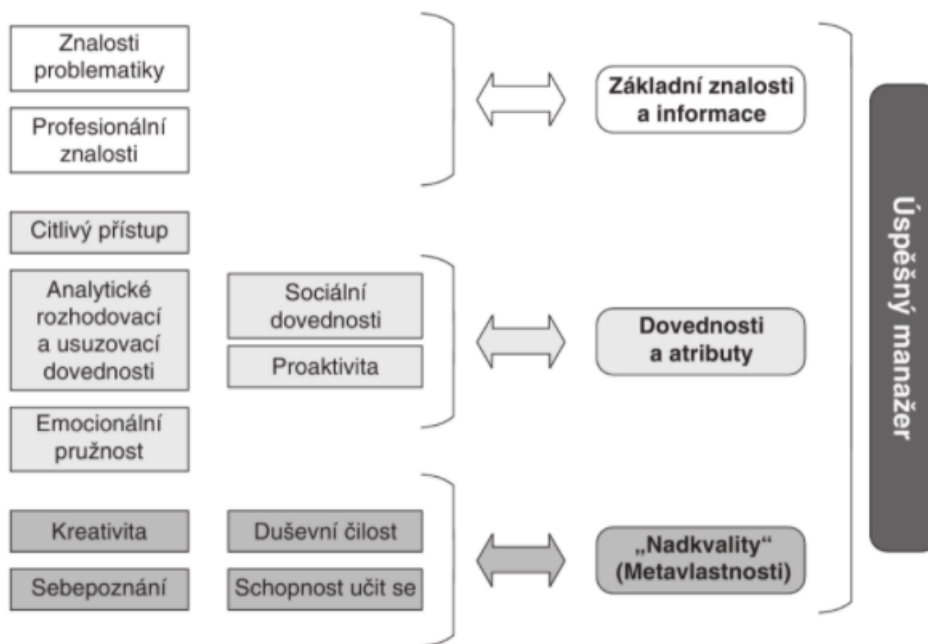 Znalosti
problematiky
Profesionální
znalosti
Základní znalosti
a informace
Citlivý přístup
Analytické
rozhodovací
a usuzovací
dovednosti
Sociální
dovednosti
Proaktivita
Emocionální
pružnost
Dovednosti
a atributy
Kreativita
Duševní čilost
Sebepoznání
Schopnost učit se
„Nadkvality“
(Metavlastnosti)
Úspěšný manažer